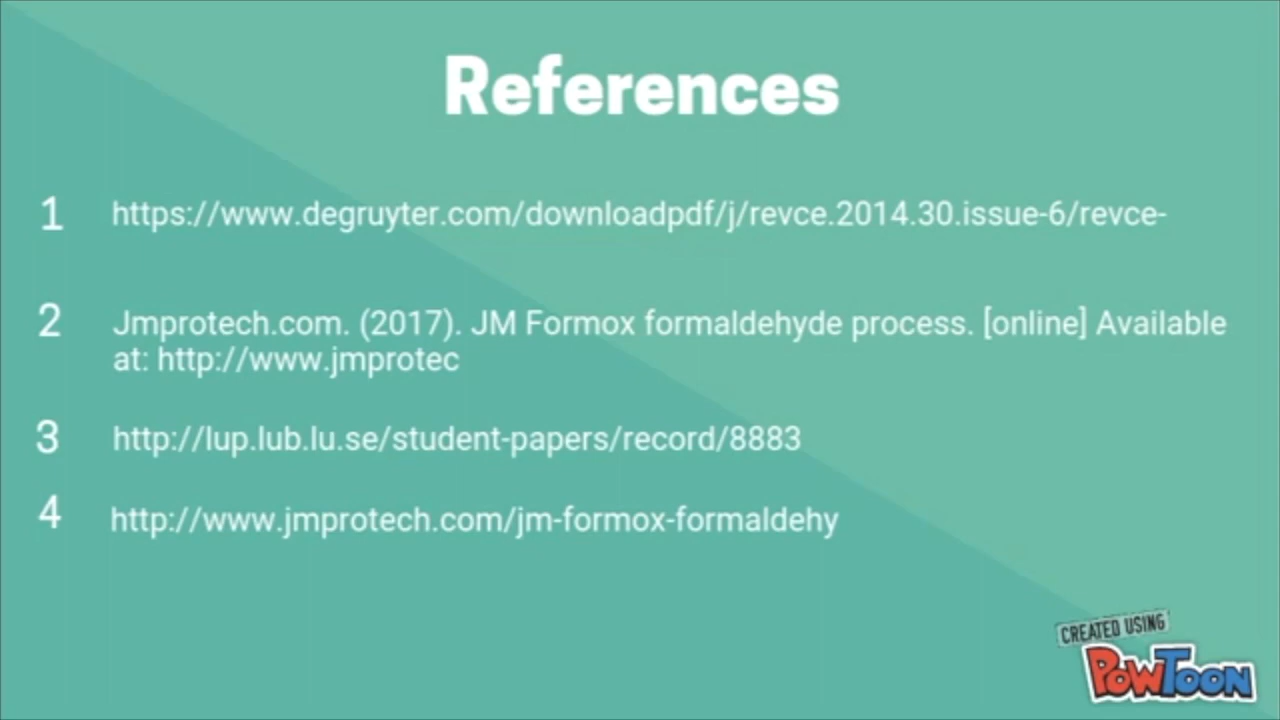 References
1 https://www.degruyter.com/downloadpdf/j/revce.2014.30.issue-6/revce-
2 Jmprotech.com. (2017). JM Formox formaldehyde process. [online] Available
at: http://www.jmprotec
3 http://lup.lub.lu.se/student-papers/record/8883
4 http://www.jmprotech.com/jm-formox-formaldehy
CREATED USING
POWTOON